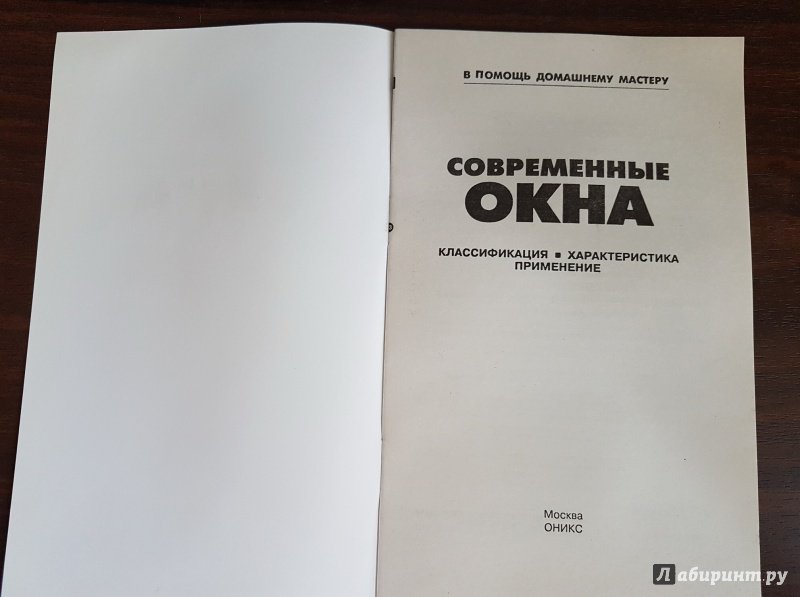 В ПОМОЩЬ ДОМАШНЕМУ МАСТЕРУ
СОВРЕМЕННЫЕ
ОКНА
КЛАССИФИКАЦИЯ ■ ХАРАКТЕРИСТИКА
ПРИМЕНЕНИЕ
Москва
ОНИКС
Лабиринт.ру